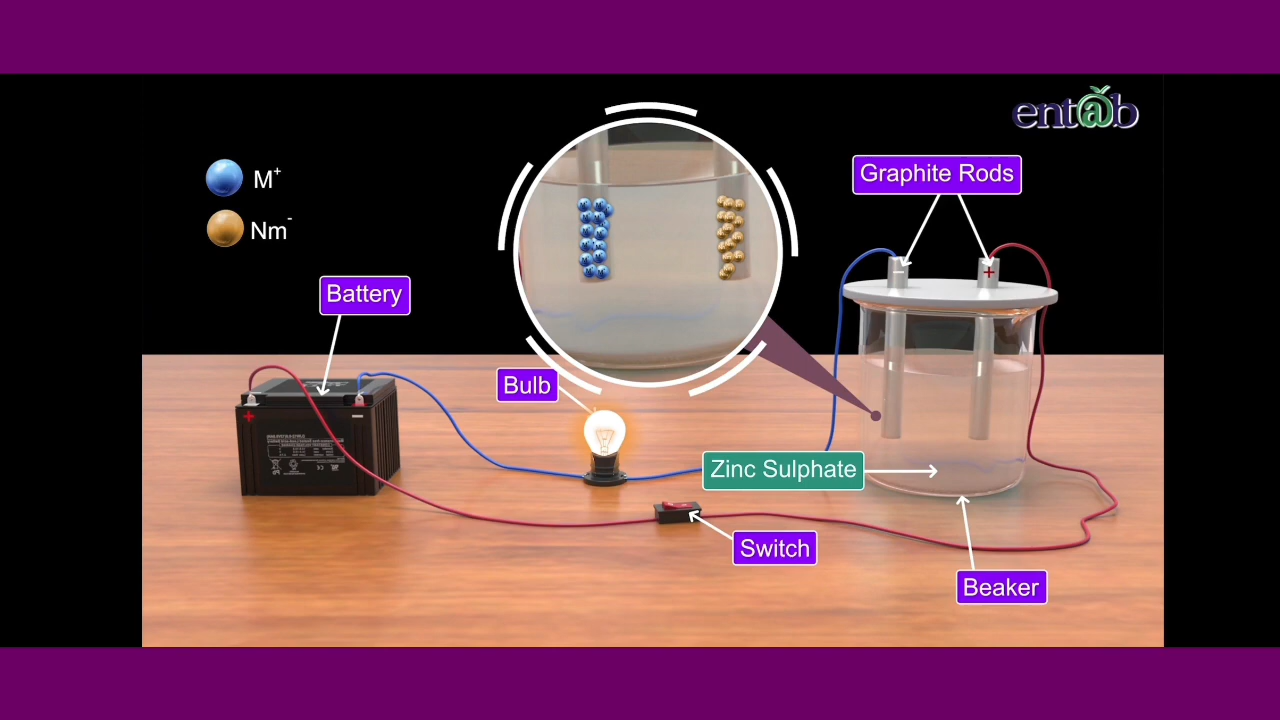 entab
M+
Nm-
Graphite Rods
Battery
Bulb
Zinc Sulphate
Switch
Beaker
+
−
−
+